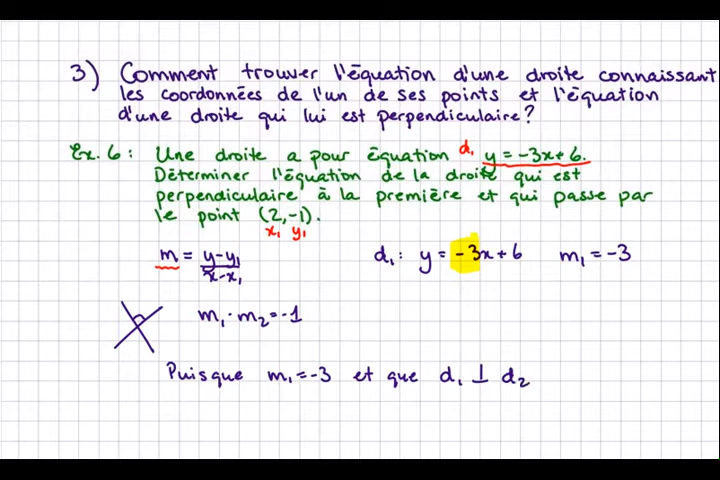 3) Comment trouver l'équation d'une droite connaissant
les coordonnées de l'un de ses points et l'équation
d'une droite qui lui est perpendiculaire?
Ex. 6 : Une droite a pour équation d₁ y = -3x + 6.
Déterminer l'équation de la droite qui est
perpendiculaire à la première et qui passe par
le point (2, -1).
x₁ y₁
m = y-y₁ / x-x₁ d₁ : y = -3x + 6 m₁ = -3
m₁ · m₂ = -1
Puisque m₁ = -3 et que d₁ ⊥ d₂